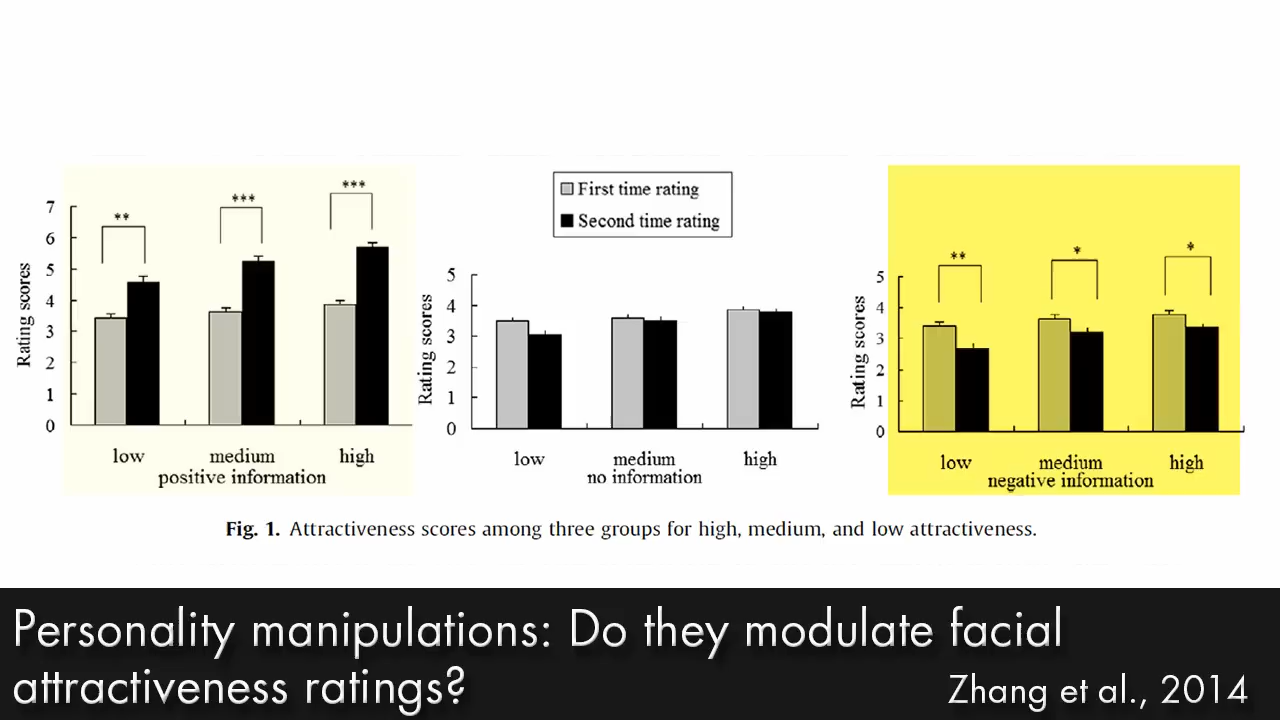 First time rating
Second time rating
**
***
***
7
6
5
4
3
2
1
0
Rating scores
low
medium
high
positive information
5
4
3
2
1
0
Rating scores
low
medium
high
no information
**
*
*
5
4
3
2
1
0
Rating scores
low
medium
high
negative information
Fig. 1. Attractiveness scores among three groups for high, medium, and low attractiveness.
Personality manipulations: Do they modulate facial
attractiveness ratings?
Zhang et al., 2014